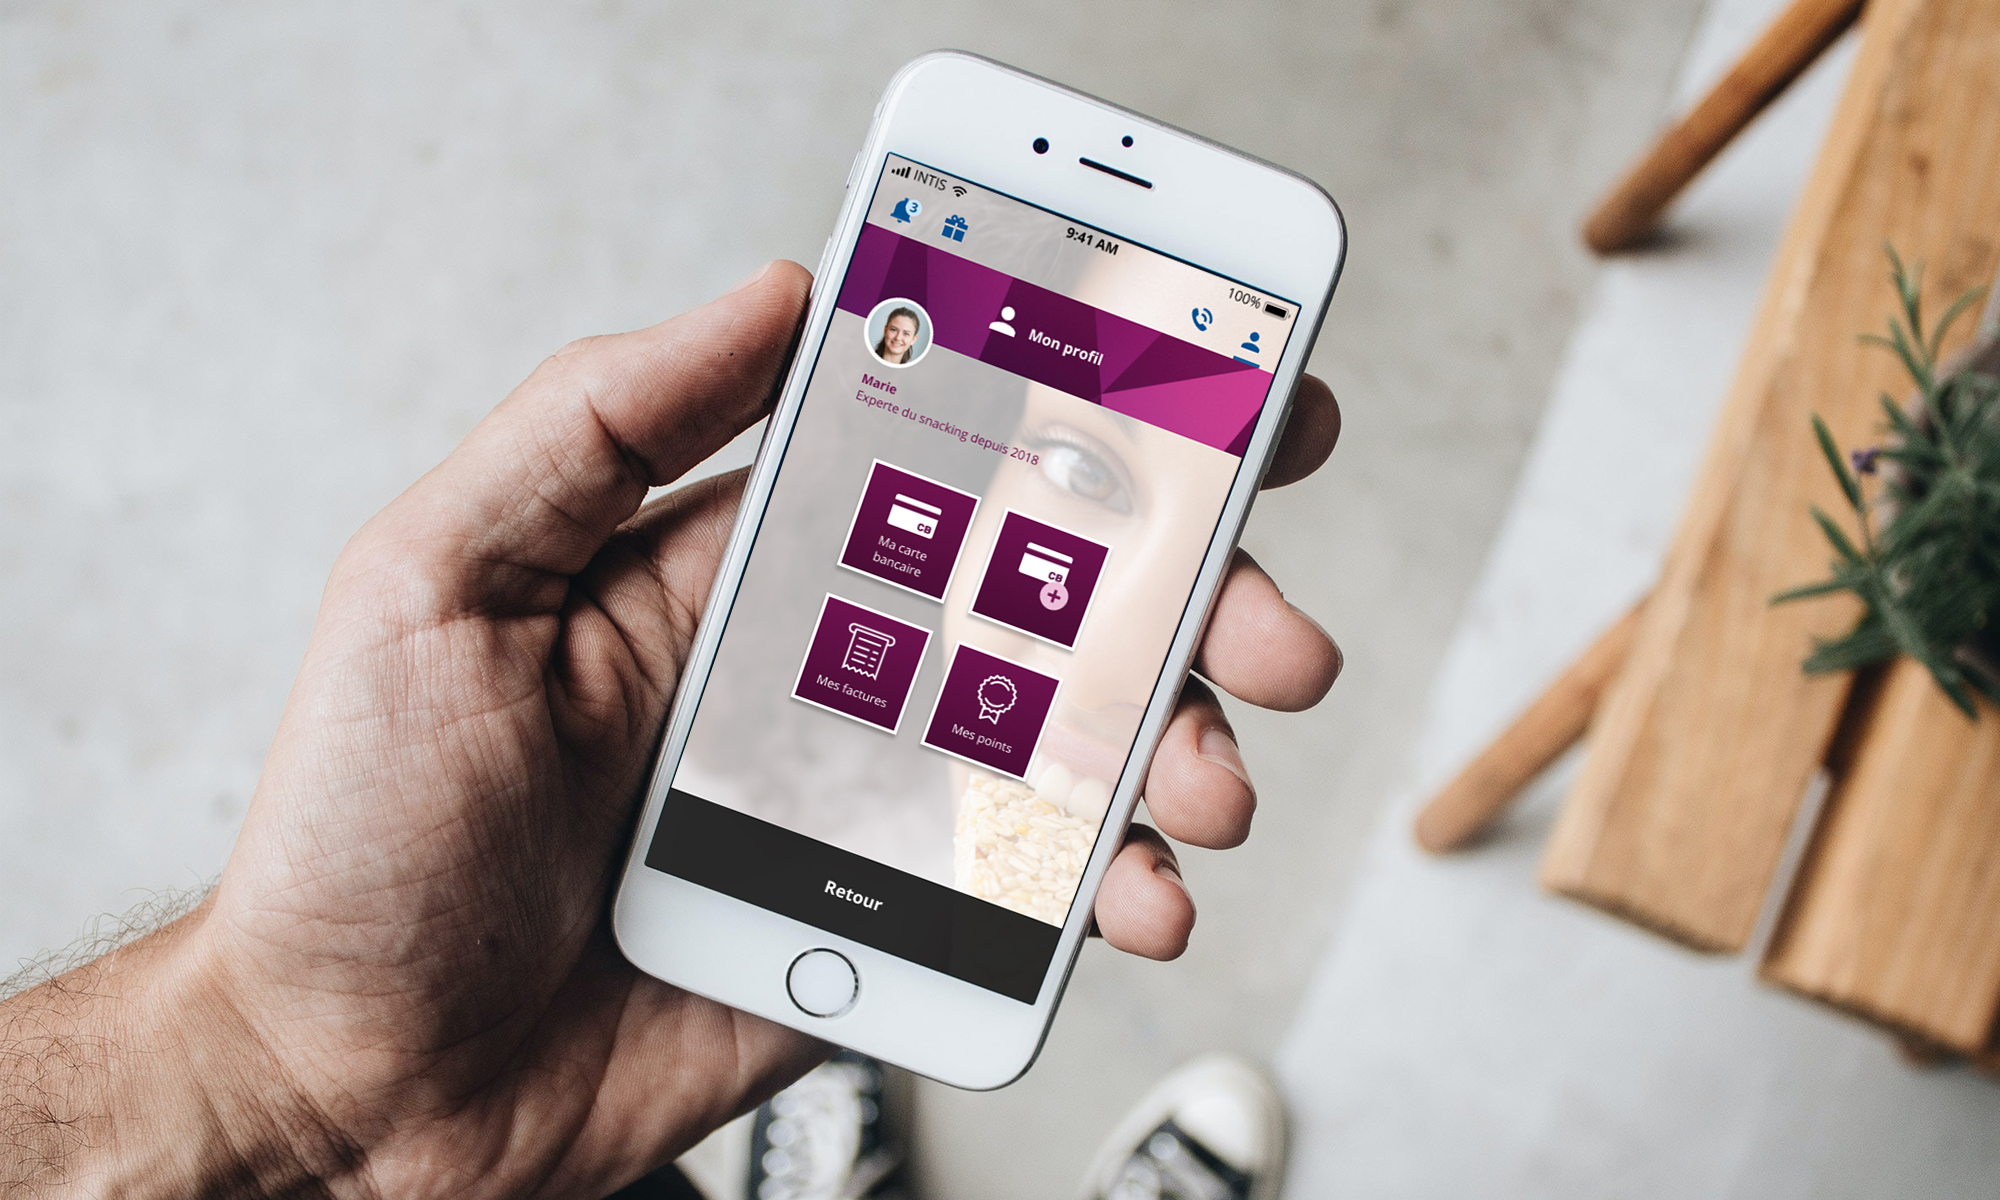 INTIS
9:41 AM
100%
3
Mon profil
Marie
Experte du snacking depuis 2018
CB
Ma carte
bancaire
CB
Mes factures
Mes points
Retour